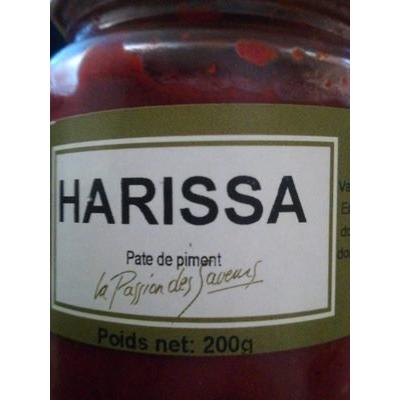 HARISSA
Pate de piment
la Passion des Saveurs
Poids net: 200g